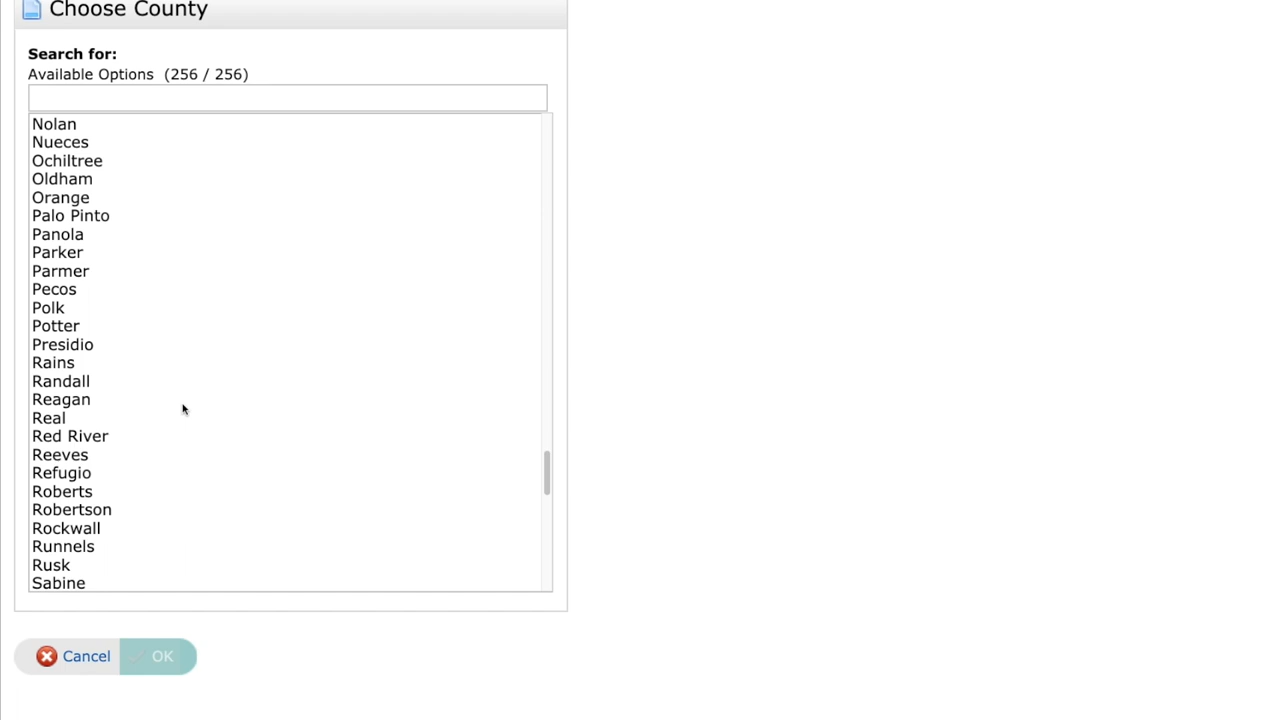 Choose County
Search for:
Available Options (256 / 256)
Nolan
Nueces
Ochiltree
Oldham
Orange
Palo Pinto
Panola
Parker
Parmer
Pecos
Polk
Potter
Presidio
Rains
Randall
Reagan
Real
Red River
Reeves
Refugio
Roberts
Robertson
Rockwall
Runnels
Rusk
Sabine
Cancel OK